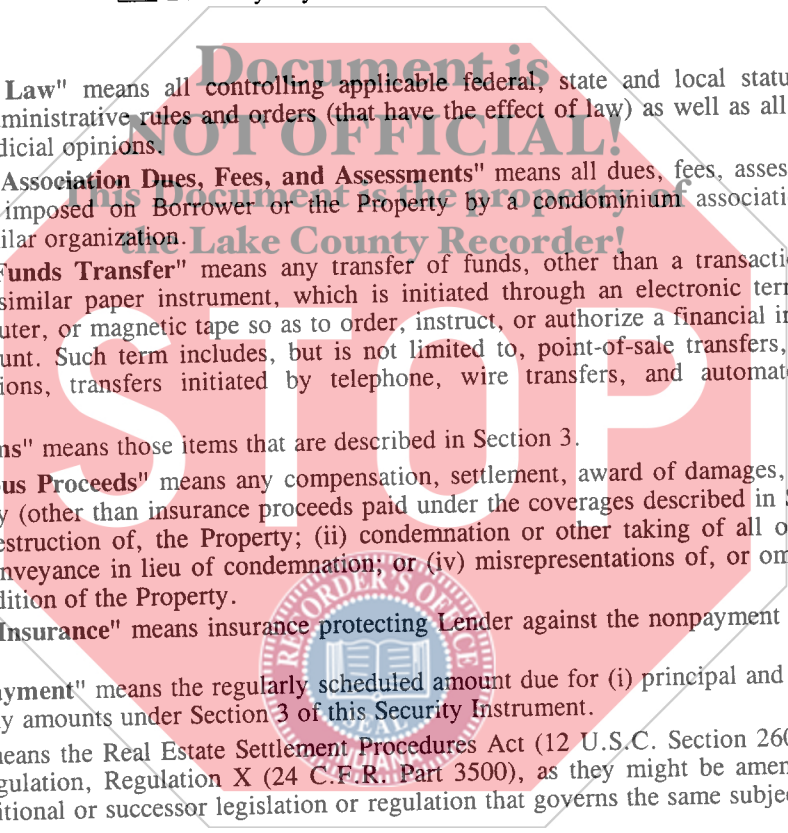 Document is
NOT OFFICIAL!
This Document is the property of
the Lake County Recorder!
STOP
RECORDER'S OFFICE
SEAL
INDIANA
Law" means all controlling applicable federal, state and local statu
ministrative rules and orders (that have the effect of law) as well as all
dicial opinions.
Association Dues, Fees, and Assessments" means all dues, fees, asses
imposed on Borrower or the Property by a condominium associati
ilar organization.
Funds Transfer" means any transfer of funds, other than a transacti
similar paper instrument, which is initiated through an electronic ter
uter, or magnetic tape so as to order, instruct, or authorize a financial in
unt. Such term includes, but is not limited to, point-of-sale transfers,
ions, transfers initiated by telephone, wire transfers, and automat
ns" means those items that are described in Section 3.
us Proceeds" means any compensation, settlement, award of damages,
y (other than insurance proceeds paid under the coverages described in S
estruction of, the Property; (ii) condemnation or other taking of all o
nveyance in lieu of condemnation; or (iv) misrepresentations of, or om
dition of the Property.
Insurance" means insurance protecting Lender against the nonpayment
ayment" means the regularly scheduled amount due for (i) principal and
y amounts under Section 3 of this Security Instrument.
neans the Real Estate Settlement Procedures Act (12 U.S.C. Section 260
gulation, Regulation X (24 C.F.R. Part 3500), as they might be amen
itional or successor legislation or regulation that governs the same subjec